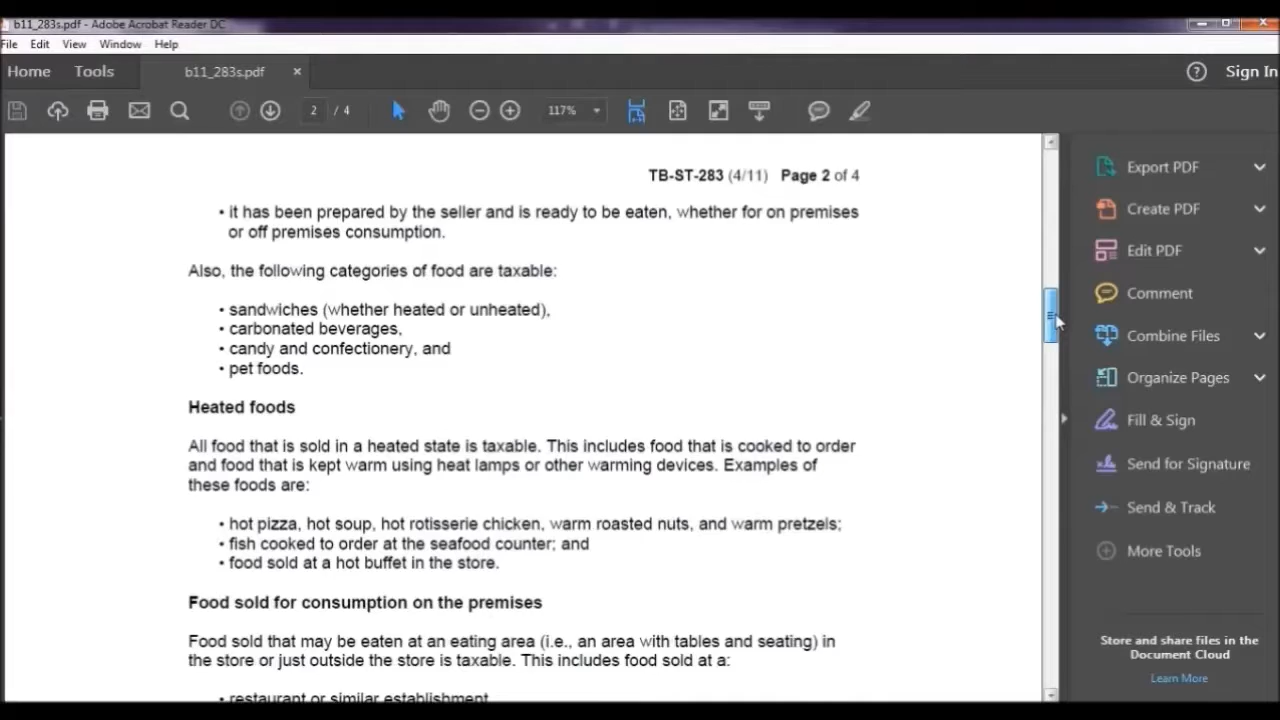 b11_283s.pdf - Adobe Acrobat Reader DC
File Edit View Window Help
Home Tools b11_283s.pdf × ? Sign In
2 / 4 117%
TB-ST-283 (4/11) Page 2 of 4
• it has been prepared by the seller and is ready to be eaten, whether for on premises
or off premises consumption.
Also, the following categories of food are taxable:
• sandwiches (whether heated or unheated),
• carbonated beverages,
• candy and confectionery, and
• pet foods.
Heated foods
All food that is sold in a heated state is taxable. This includes food that is cooked to order
and food that is kept warm using heat lamps or other warming devices. Examples of
these foods are:
• hot pizza, hot soup, hot rotisserie chicken, warm roasted nuts, and warm pretzels;
• fish cooked to order at the seafood counter; and
• food sold at a hot buffet in the store.
Food sold for consumption on the premises
Food sold that may be eaten at an eating area (i.e., an area with tables and seating) in
the store or just outside the store is taxable. This includes food sold at a:
• restaurant or similar establishment
Export PDF
Create PDF
Edit PDF
Comment
Combine Files
Organize Pages
Fill & Sign
Send for Signature
Send & Track
More Tools
Store and share files in the
Document Cloud
Learn More